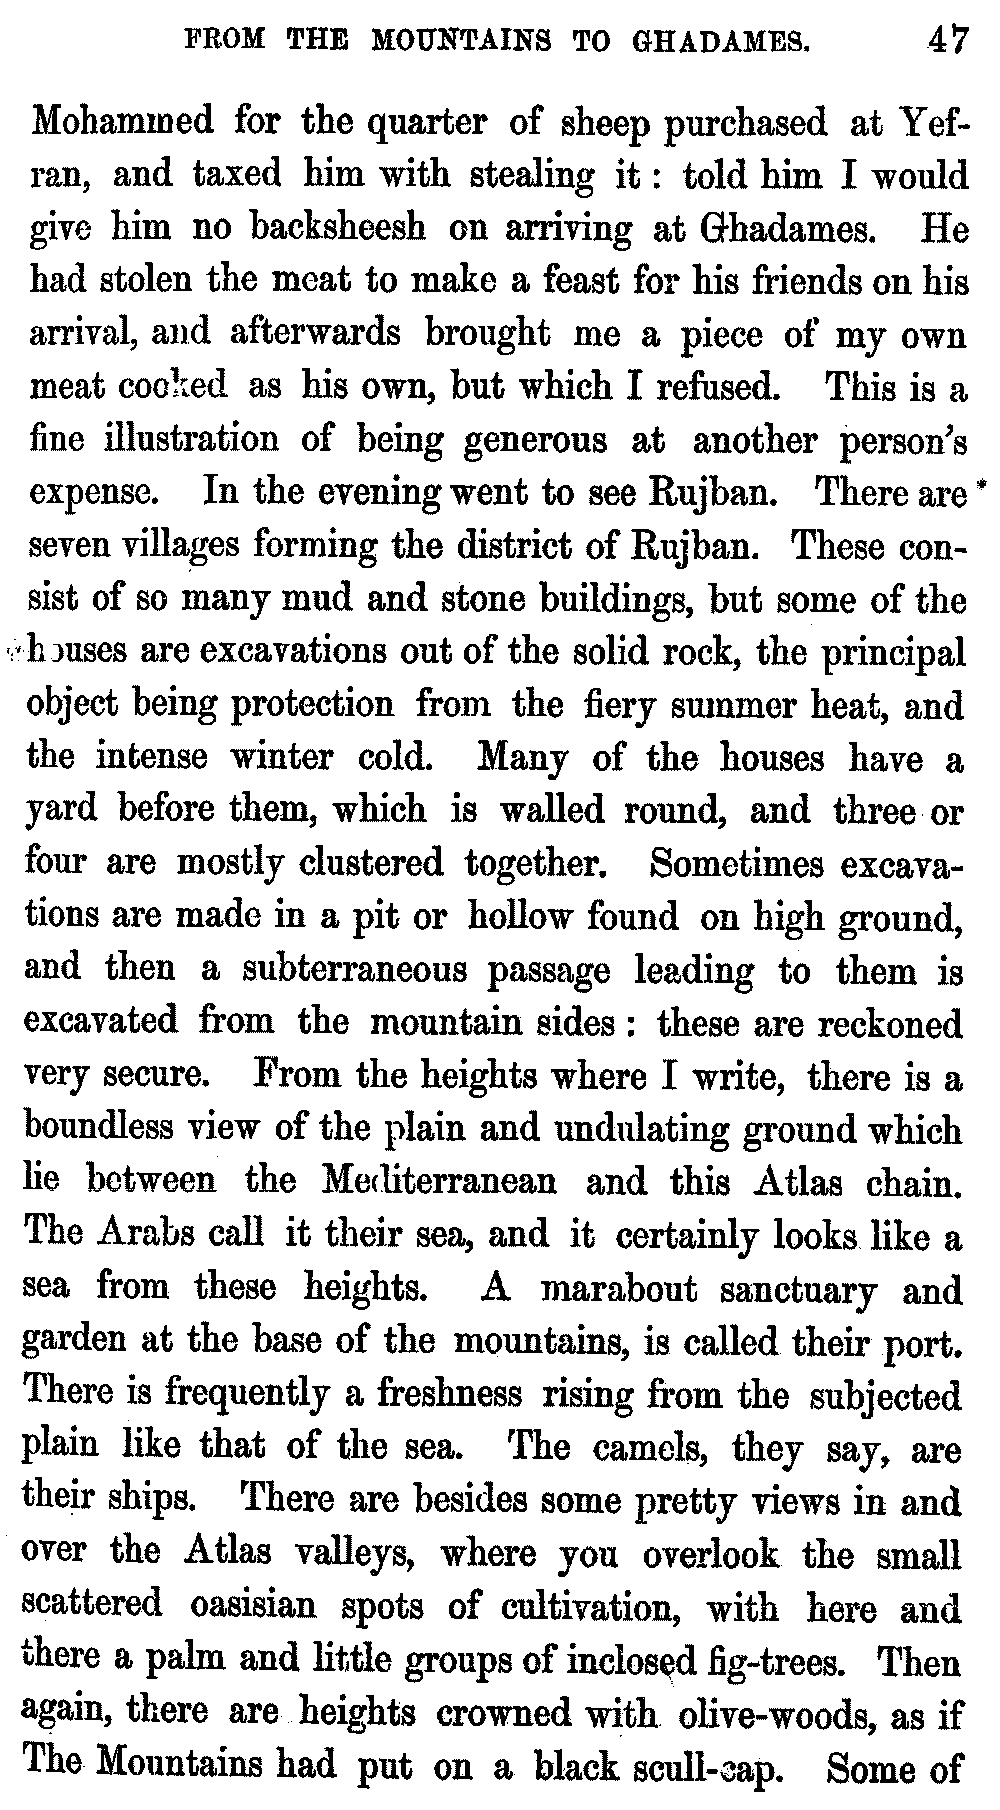 FROM THE MOUNTAINS TO GHADAMES. 47
Mohammed for the quarter of sheep purchased at Yef-
ran, and taxed him with stealing it : told him I would
give him no backsheesh on arriving at Ghadames. He
had stolen the meat to make a feast for his friends on his
arrival, and afterwards brought me a piece of my own
meat cooked as his own, but which I refused. This is a
fine illustration of being generous at another person's
expense. In the evening went to see Rujban. There are
seven villages forming the district of Rujban. These con-
sist of so many mud and stone buildings, but some of the
houses are excavations out of the solid rock, the principal
object being protection from the fiery summer heat, and
the intense winter cold. Many of the houses have a
yard before them, which is walled round, and three or
four are mostly clustered together. Sometimes excava-
tions are made in a pit or hollow found on high ground,
and then a subterraneous passage leading to them is
excavated from the mountain sides : these are reckoned
very secure. From the heights where I write, there is a
boundless view of the plain and undulating ground which
lie between the Mediterranean and this Atlas chain.
The Arabs call it their sea, and it certainly looks like a
sea from these heights. A marabout sanctuary and
garden at the base of the mountains, is called their port.
There is frequently a freshness rising from the subjected
plain like that of the sea. The camels, they say, are
their ships. There are besides some pretty views in and
over the Atlas valleys, where you overlook the small
scattered oasisian spots of cultivation, with here and
there a palm and little groups of inclosed fig-trees. Then
again, there are heights crowned with olive-woods, as if
The Mountains had put on a black scull-cap. Some of